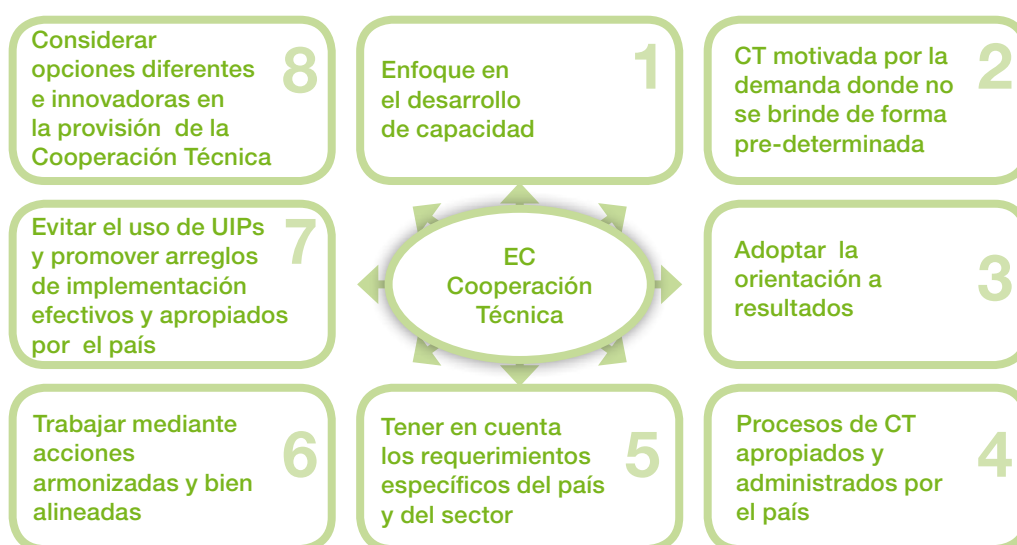 Considerar
opciones diferentes
e innovadoras en
la provisión de la
Cooperación Técnica
8
Enfoque en
el desarrollo
de capacidad
1
CT motivada por la
demanda donde no
se brinde de forma
pre-determinada
2
Evitar el uso de UIPs
y promover arreglos
de implementación
efectivos y apropiados
por el país
7
EC
Cooperación
Técnica
Adoptar la
orientación a
resultados
3
Trabajar mediante
acciones
armonizadas y bien
alineadas
6
Tener en cuenta
los requerimientos
específicos del país
y del sector
5
Procesos de CT
apropiados y
administrados por
el país
4